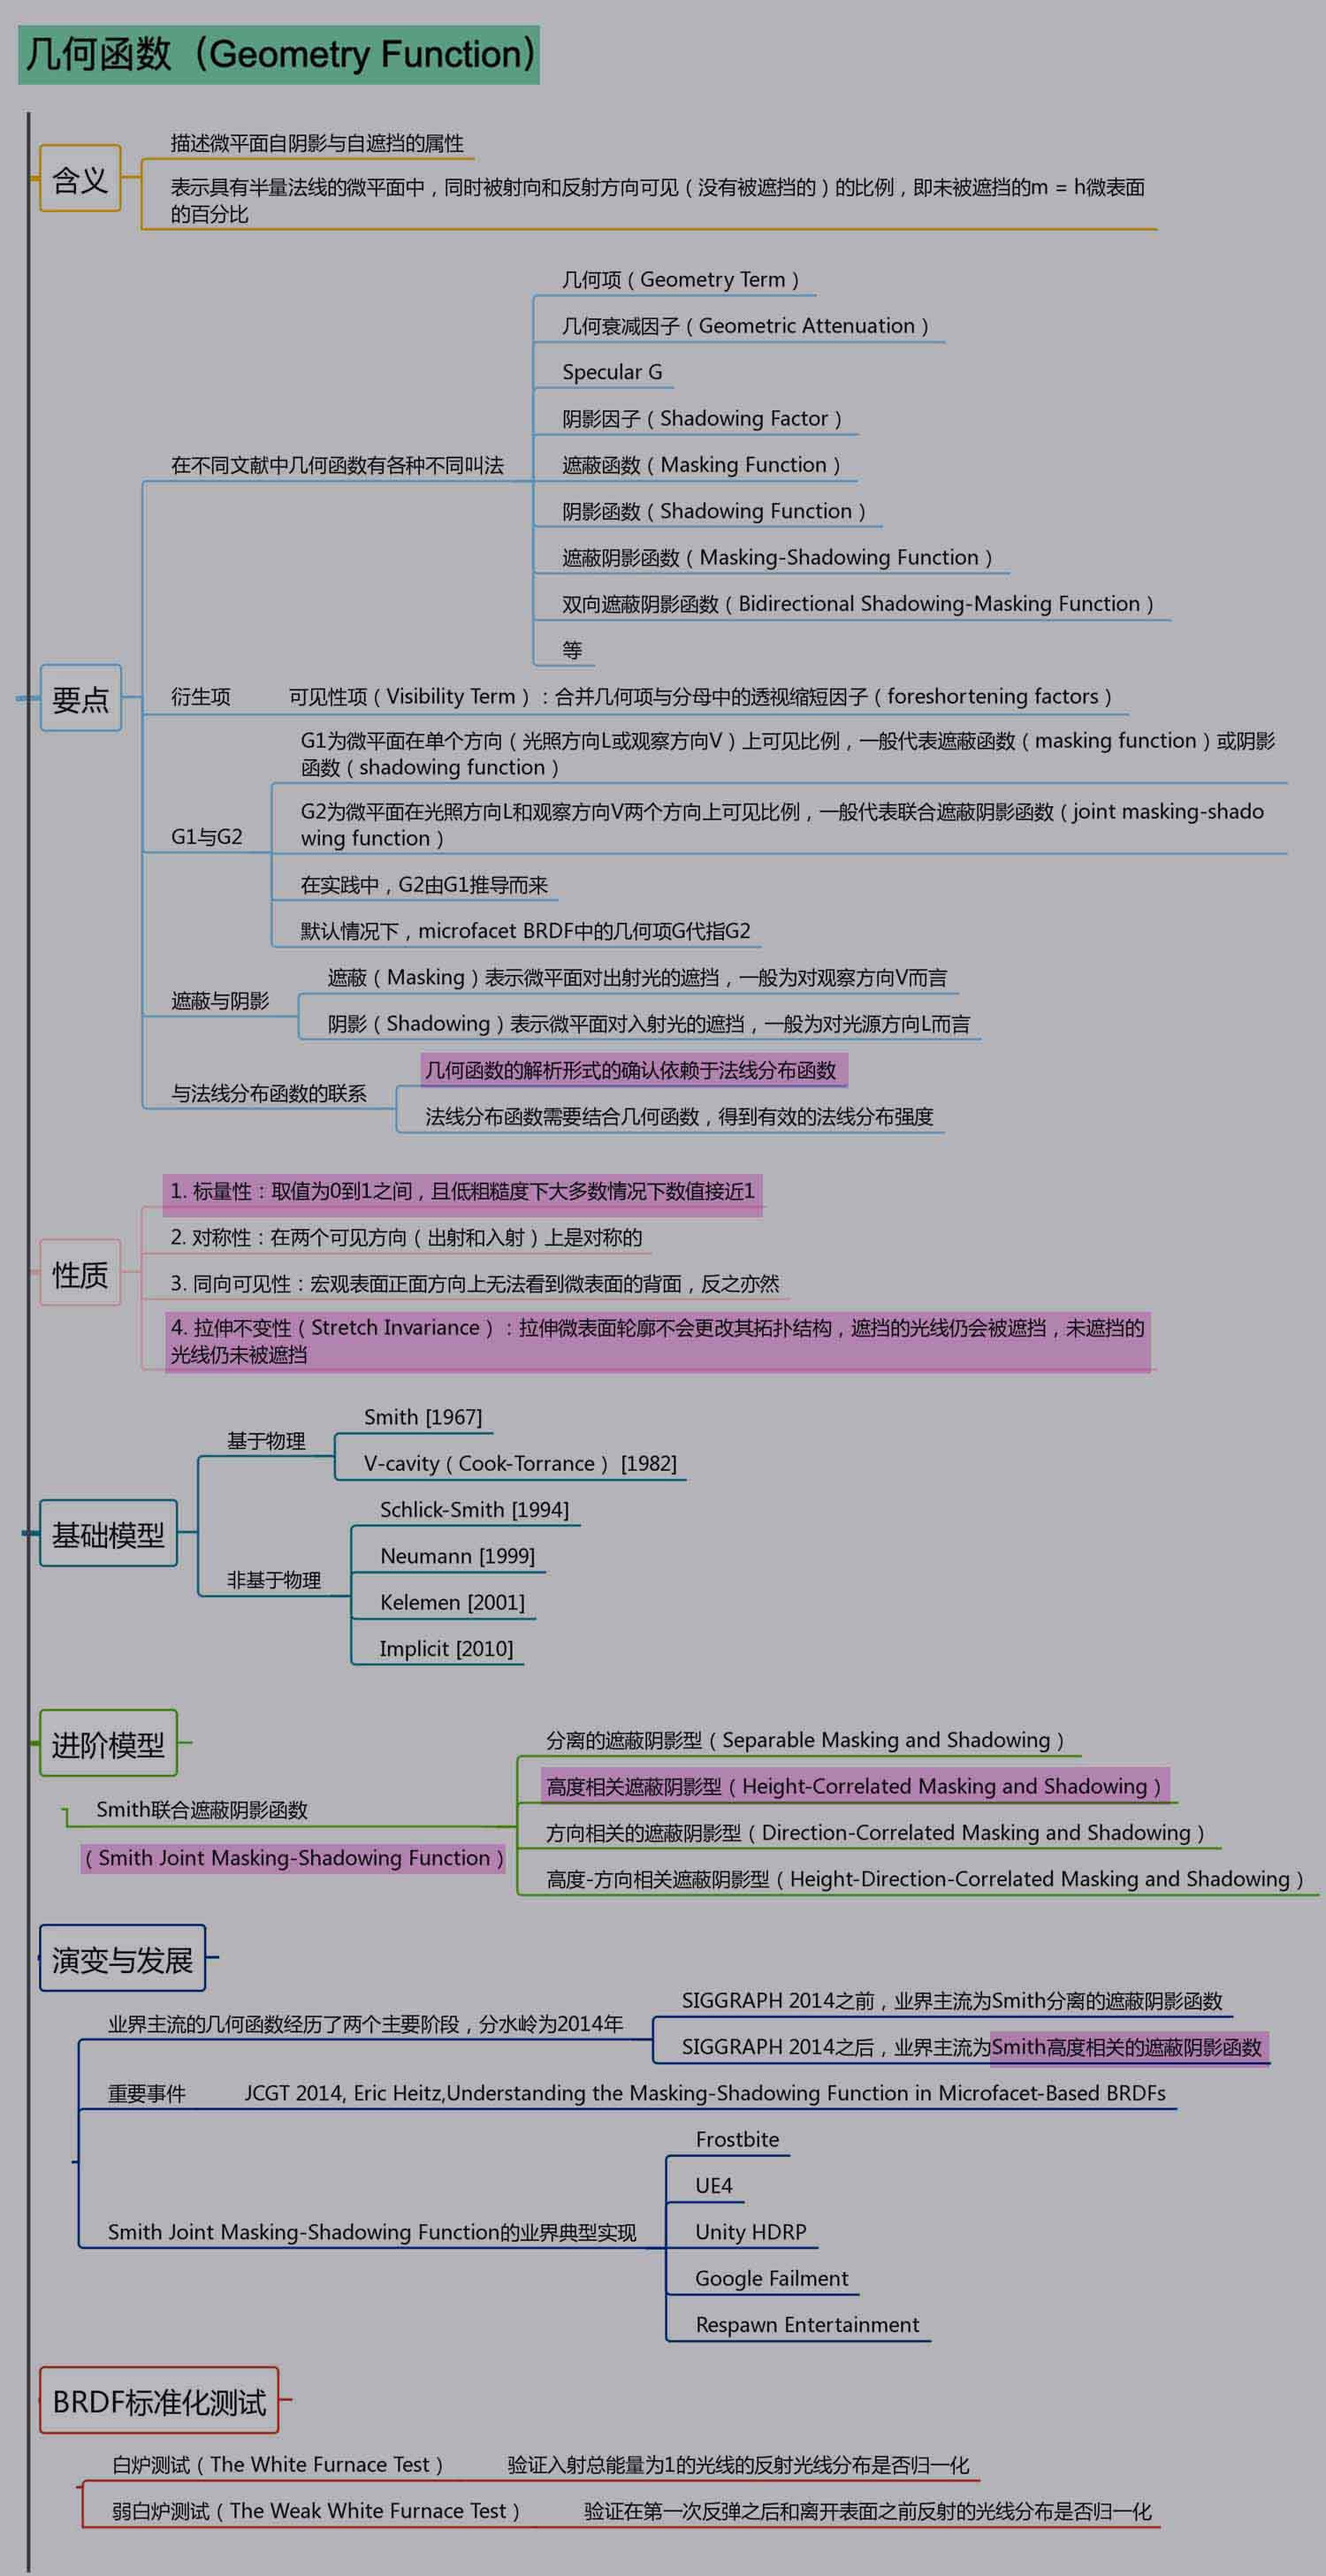 几何函数（Geometry Function）
含义
描述微平面自阴影与自遮挡的属性
表示具有半量法线的微平面中，同时被射向和反射方向可见（没有被遮挡的）的比例，即未被遮挡的m = h微表面
的百分比
要点
在不同文献中几何函数有各种不同叫法
几何项（Geometry Term）
几何衰减因子（Geometric Attenuation）
Specular G
阴影因子（Shadowing Factor）
遮蔽函数（Masking Function）
阴影函数（Shadowing Function）
遮蔽阴影函数（Masking-Shadowing Function）
双向遮蔽阴影函数（Bidirectional Shadowing-Masking Function）
等
衍生项
可见性项（Visibility Term）：合并几何项与分母中的透视缩短因子（foreshortening factors）
G1与G2
G1为微平面在单个方向（光照方向L或观察方向V）上可见比例，一般代表遮蔽函数（masking function）或阴影
函数（shadowing function）
G2为微平面在光照方向L和观察方向V两个方向上可见比例，一般代表联合遮蔽阴影函数（joint masking-shado
wing function）
在实践中，G2由G1推导而来
默认情况下，microfacet BRDF中的几何项G代指G2
遮蔽与阴影
遮蔽（Masking）表示微平面对出射光的遮挡，一般为对观察方向V而言
阴影（Shadowing）表示微平面对入射光的遮挡，一般为对光源方向L而言
与法线分布函数的联系
几何函数的解析形式的确认依赖于法线分布函数
法线分布函数需要结合几何函数，得到有效的法线分布强度
性质
1. 标量性：取值为0到1之间，且低粗糙度下大多数情况下数值接近1
2. 对称性：在两个可见方向（出射和入射）上是对称的
3. 同向可见性：宏观表面正面方向上无法看到微表面的背面，反之亦然
4. 拉伸不变性（Stretch Invariance）：拉伸微表面轮廓不会更改其拓扑结构，遮挡的光线仍会被遮挡，未遮挡的
光线仍未被遮挡
基础模型
基于物理
Smith [1967]
V-cavity（Cook-Torrance） [1982]
非基于物理
Schlick-Smith [1994]
Neumann [1999]
Kelemen [2001]
Implicit [2010]
进阶模型
Smith联合遮蔽阴影函数
（Smith Joint Masking-Shadowing Function）
分离的遮蔽阴影型（Separable Masking and Shadowing）
高度相关遮蔽阴影型（Height-Correlated Masking and Shadowing）
方向相关的遮蔽阴影型（Direction-Correlated Masking and Shadowing）
高度-方向相关遮蔽阴影型（Height-Direction-Correlated Masking and Shadowing）
演变与发展
业界主流的几何函数经历了两个主要阶段，分水岭为2014年
SIGGRAPH 2014之前，业界主流为Smith分离的遮蔽阴影函数
SIGGRAPH 2014之后，业界主流为Smith高度相关的遮蔽阴影函数
重要事件
JCGT 2014, Eric Heitz,Understanding the Masking-Shadowing Function in Microfacet-Based BRDFs
Smith Joint Masking-Shadowing Function的业界典型实现
Frostbite
UE4
Unity HDRP
Google Failment
Respawn Entertainment
BRDF标准化测试
白炉测试（The White Furnace Test）
验证入射总能量为1的光线的反射光线分布是否归一化
弱白炉测试（The Weak White Furnace Test）
验证在第一次反弹之后和离开表面之前反射的光线分布是否归一化